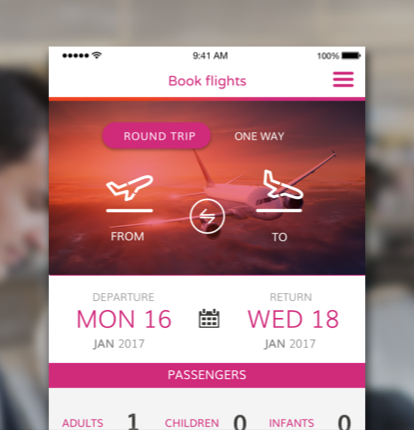 9:41 AM 100%
Book flights
ROUND TRIP ONE WAY
FROM TO
DEPARTURE RETURN
MON 16 WED 18
JAN 2017 JAN 2017
PASSENGERS
ADULTS 1 CHILDREN 0 INFANTS 0